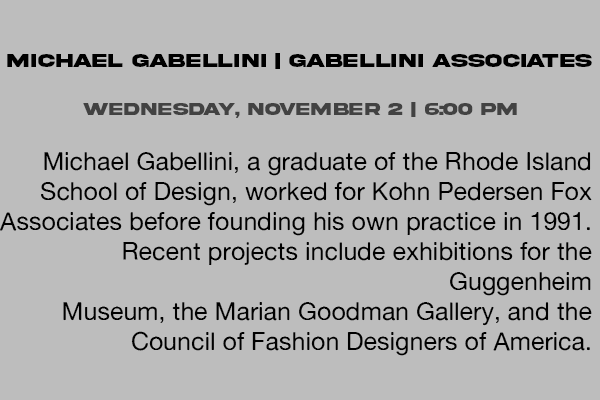 MICHAEL GABELLINI | GABELLINI ASSOCIATES
WEDNESDAY, NOVEMBER 2 | 6:00 PM
Michael Gabellini, a graduate of the Rhode Island
School of Design, worked for Kohn Pedersen Fox
Associates before founding his own practice in 1991.
Recent projects include exhibitions for the
Guggenheim
Museum, the Marian Goodman Gallery, and the
Council of Fashion Designers of America.